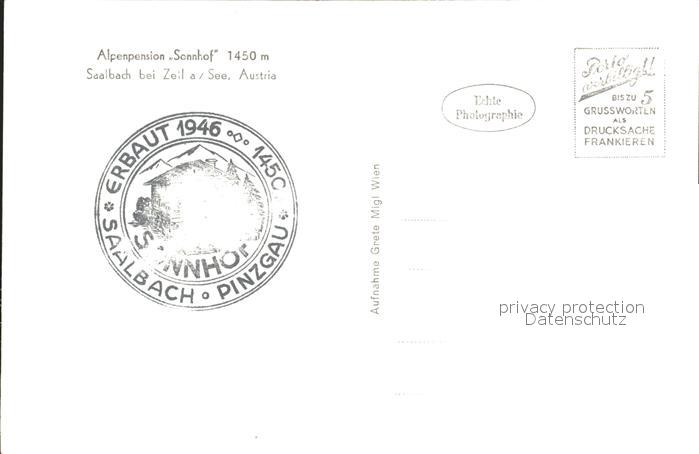 Alpenpension „Sonnhof" 1450 m
Saalbach bei Zell a/See, Austria
ERBAUT 1946 1450
SONNHOF
SAALBACH PINZGAU
Aufnahme Grete Migl Wien
Echte
Photographie
Porto
verbilligt!!
BIS ZU 5
GRUSSWORTEN
ALS
DRUCKSACHE
FRANKIEREN
privacy protection
Datenschutz